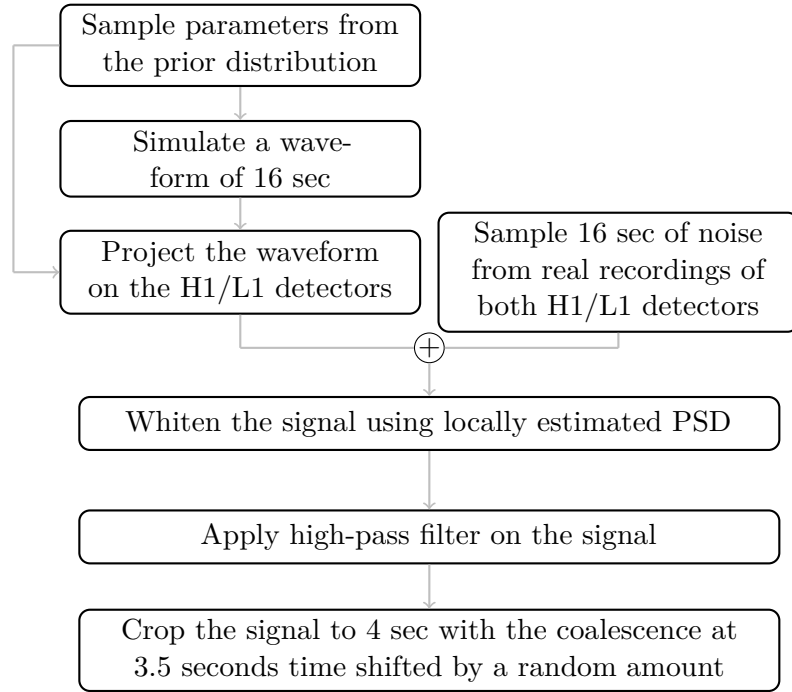 Sample parameters from
the prior distribution
Simulate a wave-
form of 16 sec
Project the waveform
on the H1/L1 detectors
Sample 16 sec of noise
from real recordings of
both H1/L1 detectors
+
Whiten the signal using locally estimated PSD
Apply high-pass filter on the signal
Crop the signal to 4 sec with the coalescence at
3.5 seconds time shifted by a random amount